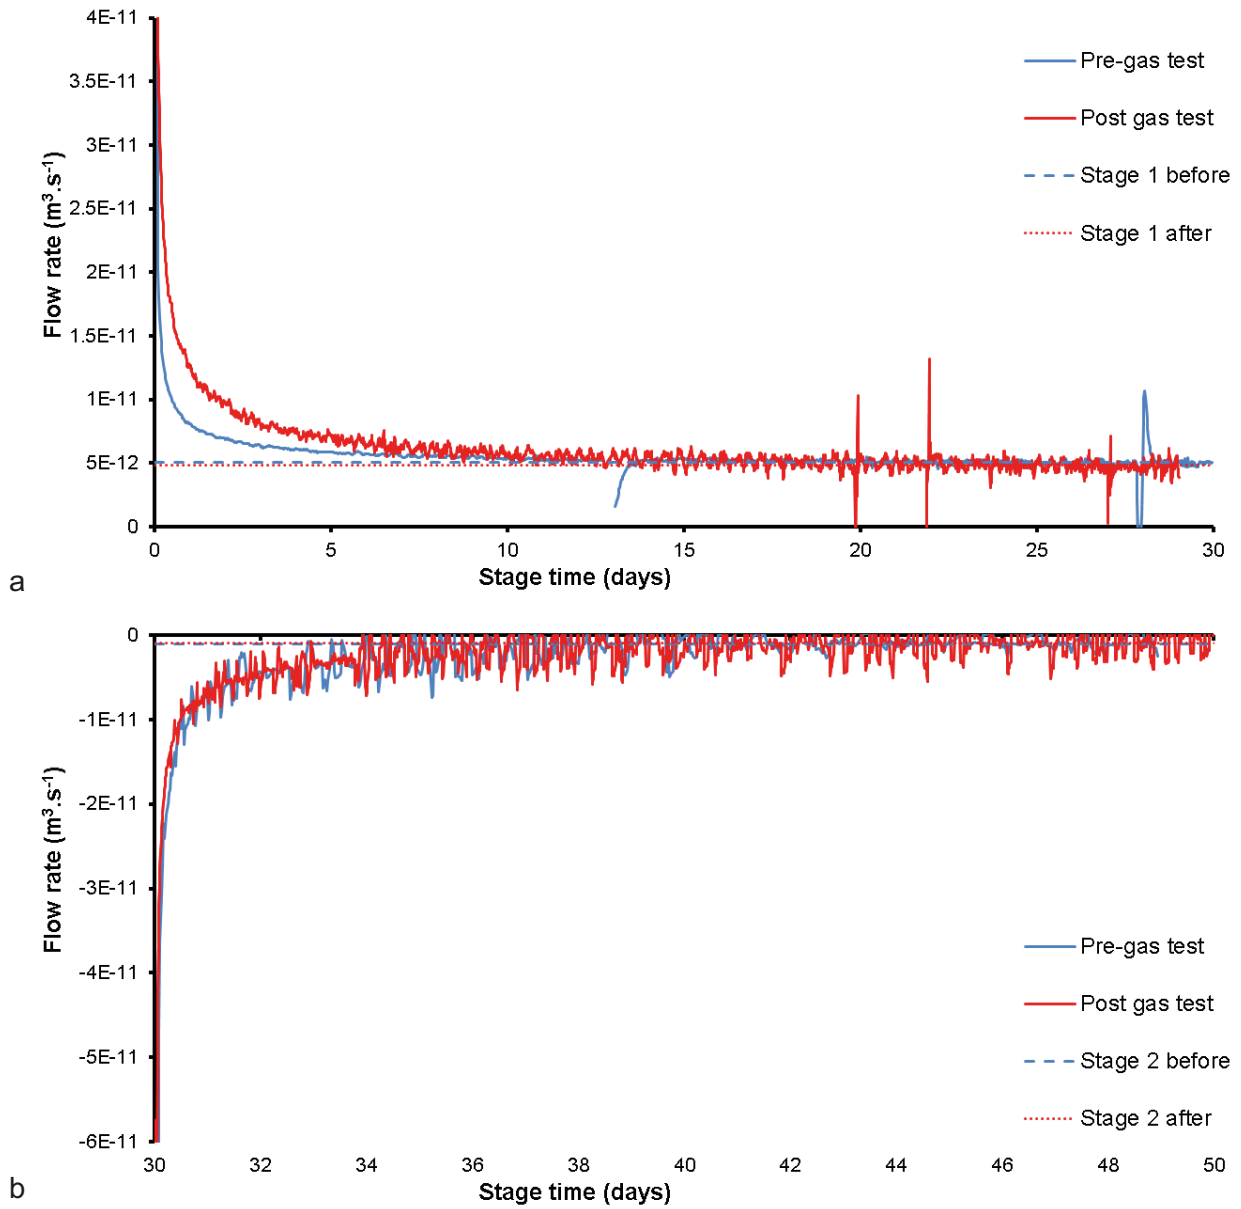 4E-11
3.5E-11
3E-11
2.5E-11
2E-11
1.5E-11
1E-11
5E-12
0
Flow rate (m³.s⁻¹)
Pre-gas test
Post gas test
Stage 1 before
Stage 1 after
0 5 10 15 20 25 30
Stage time (days)
a
0
-1E-11
-2E-11
-3E-11
-4E-11
-5E-11
-6E-11
Flow rate (m³.s⁻¹)
Pre-gas test
Post gas test
Stage 2 before
Stage 2 after
30 32 34 36 38 40 42 44 46 48 50
Stage time (days)
b